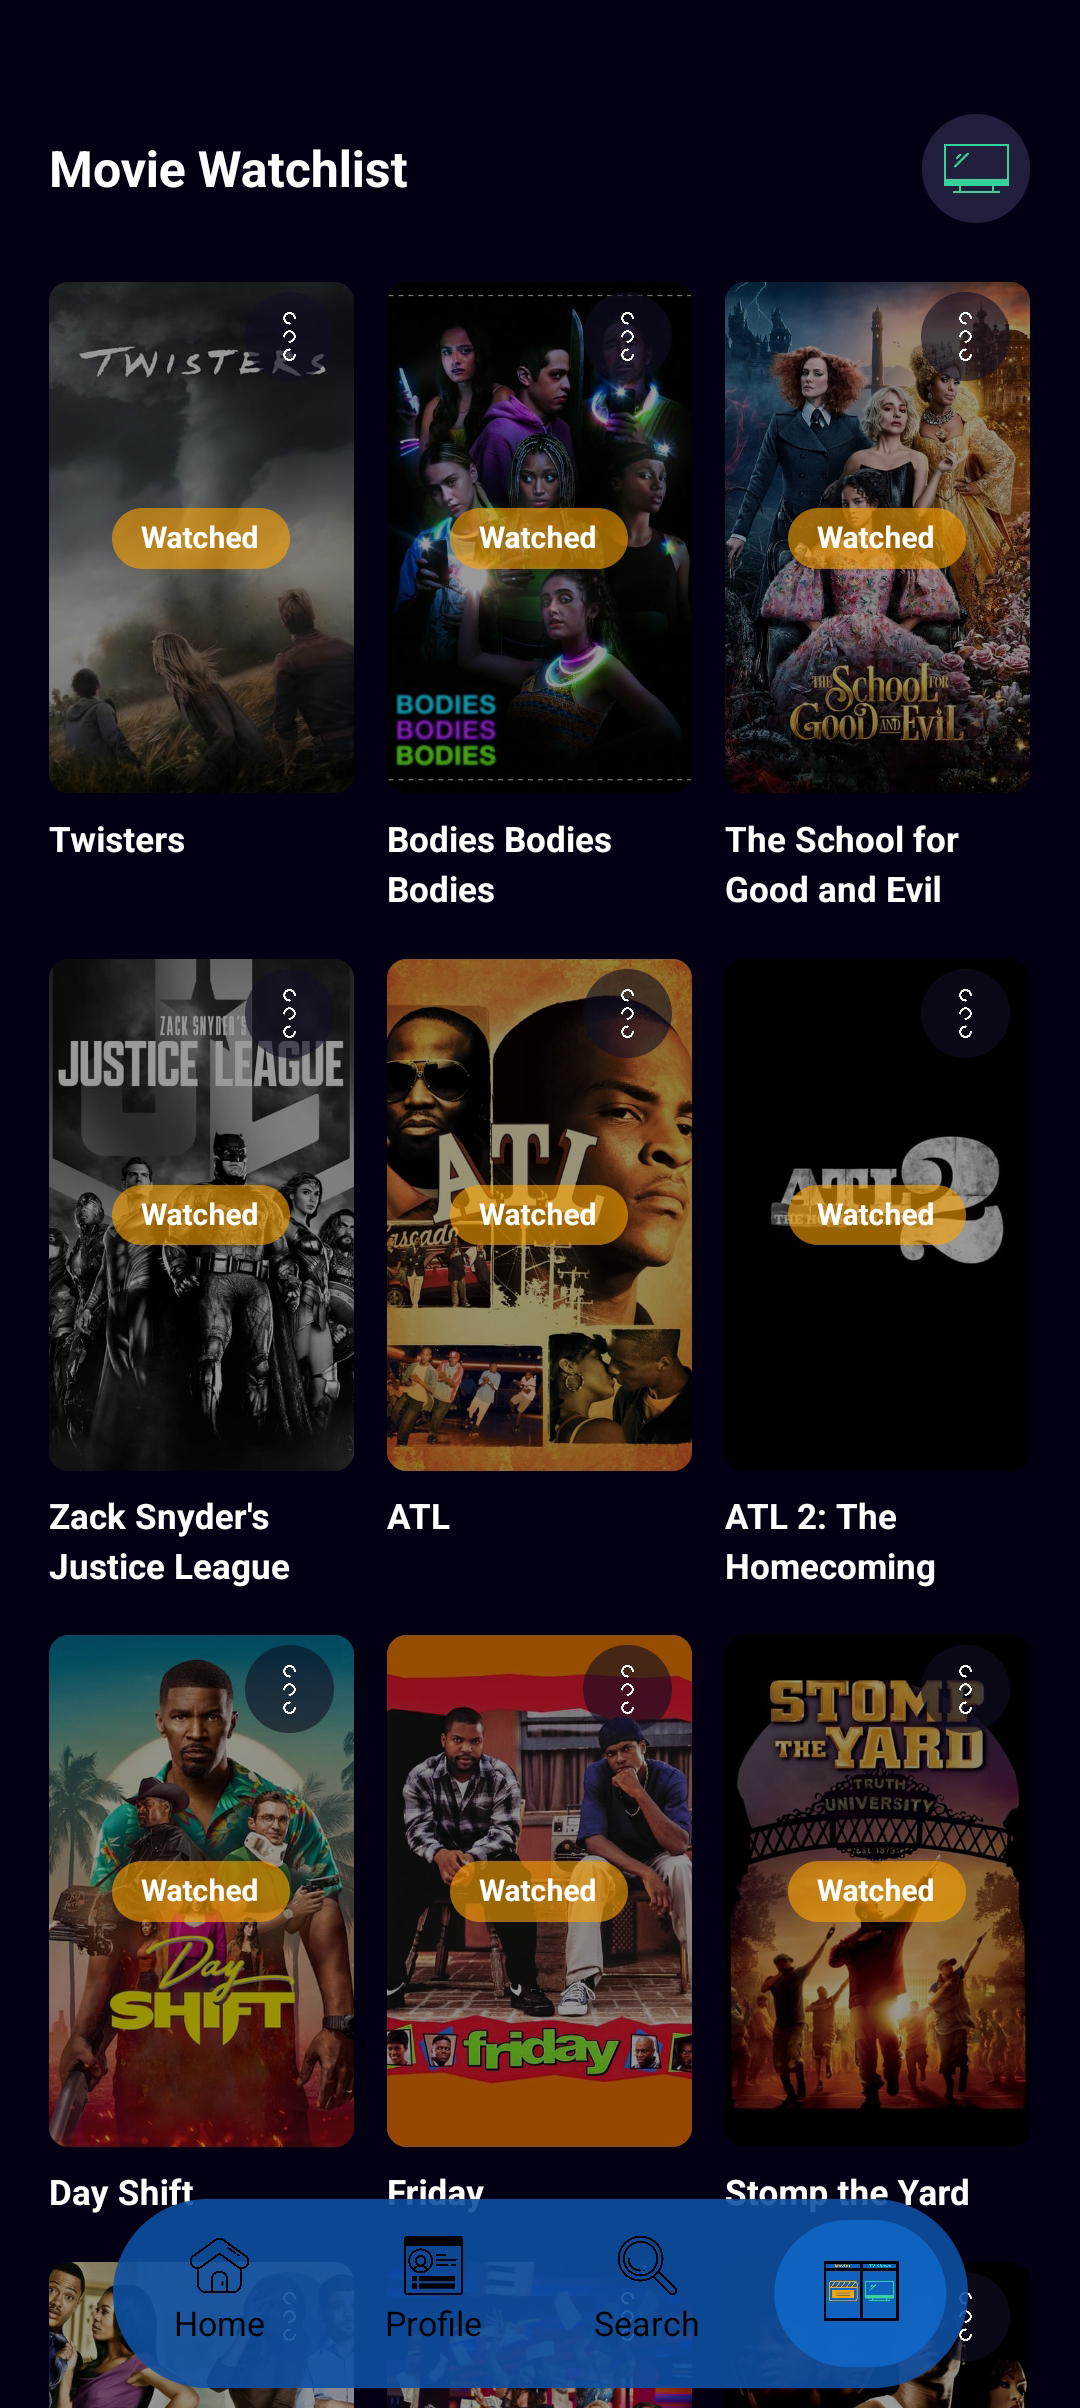 Movie Watchlist
TWISTERS
Watched
BODIES
BODIES
BODIES
Watched
THE SCHOOL FOR
GOOD AND EVIL
Watched
Twisters
Bodies Bodies
Bodies
The School for
Good and Evil
ZACK SNYDER'S
JUSTICE LEAGUE
Watched
ATL
Watched
ATL 2
Watched
Zack Snyder's
Justice League
ATL
ATL 2: The
Homecoming
Day
SHIFT
Watched
friday
Watched
STOMP
THE YARD
TRUTH
UNIVERSITY
Watched
Day Shift
Friday
Stomp the Yard
Home
Profile
Search